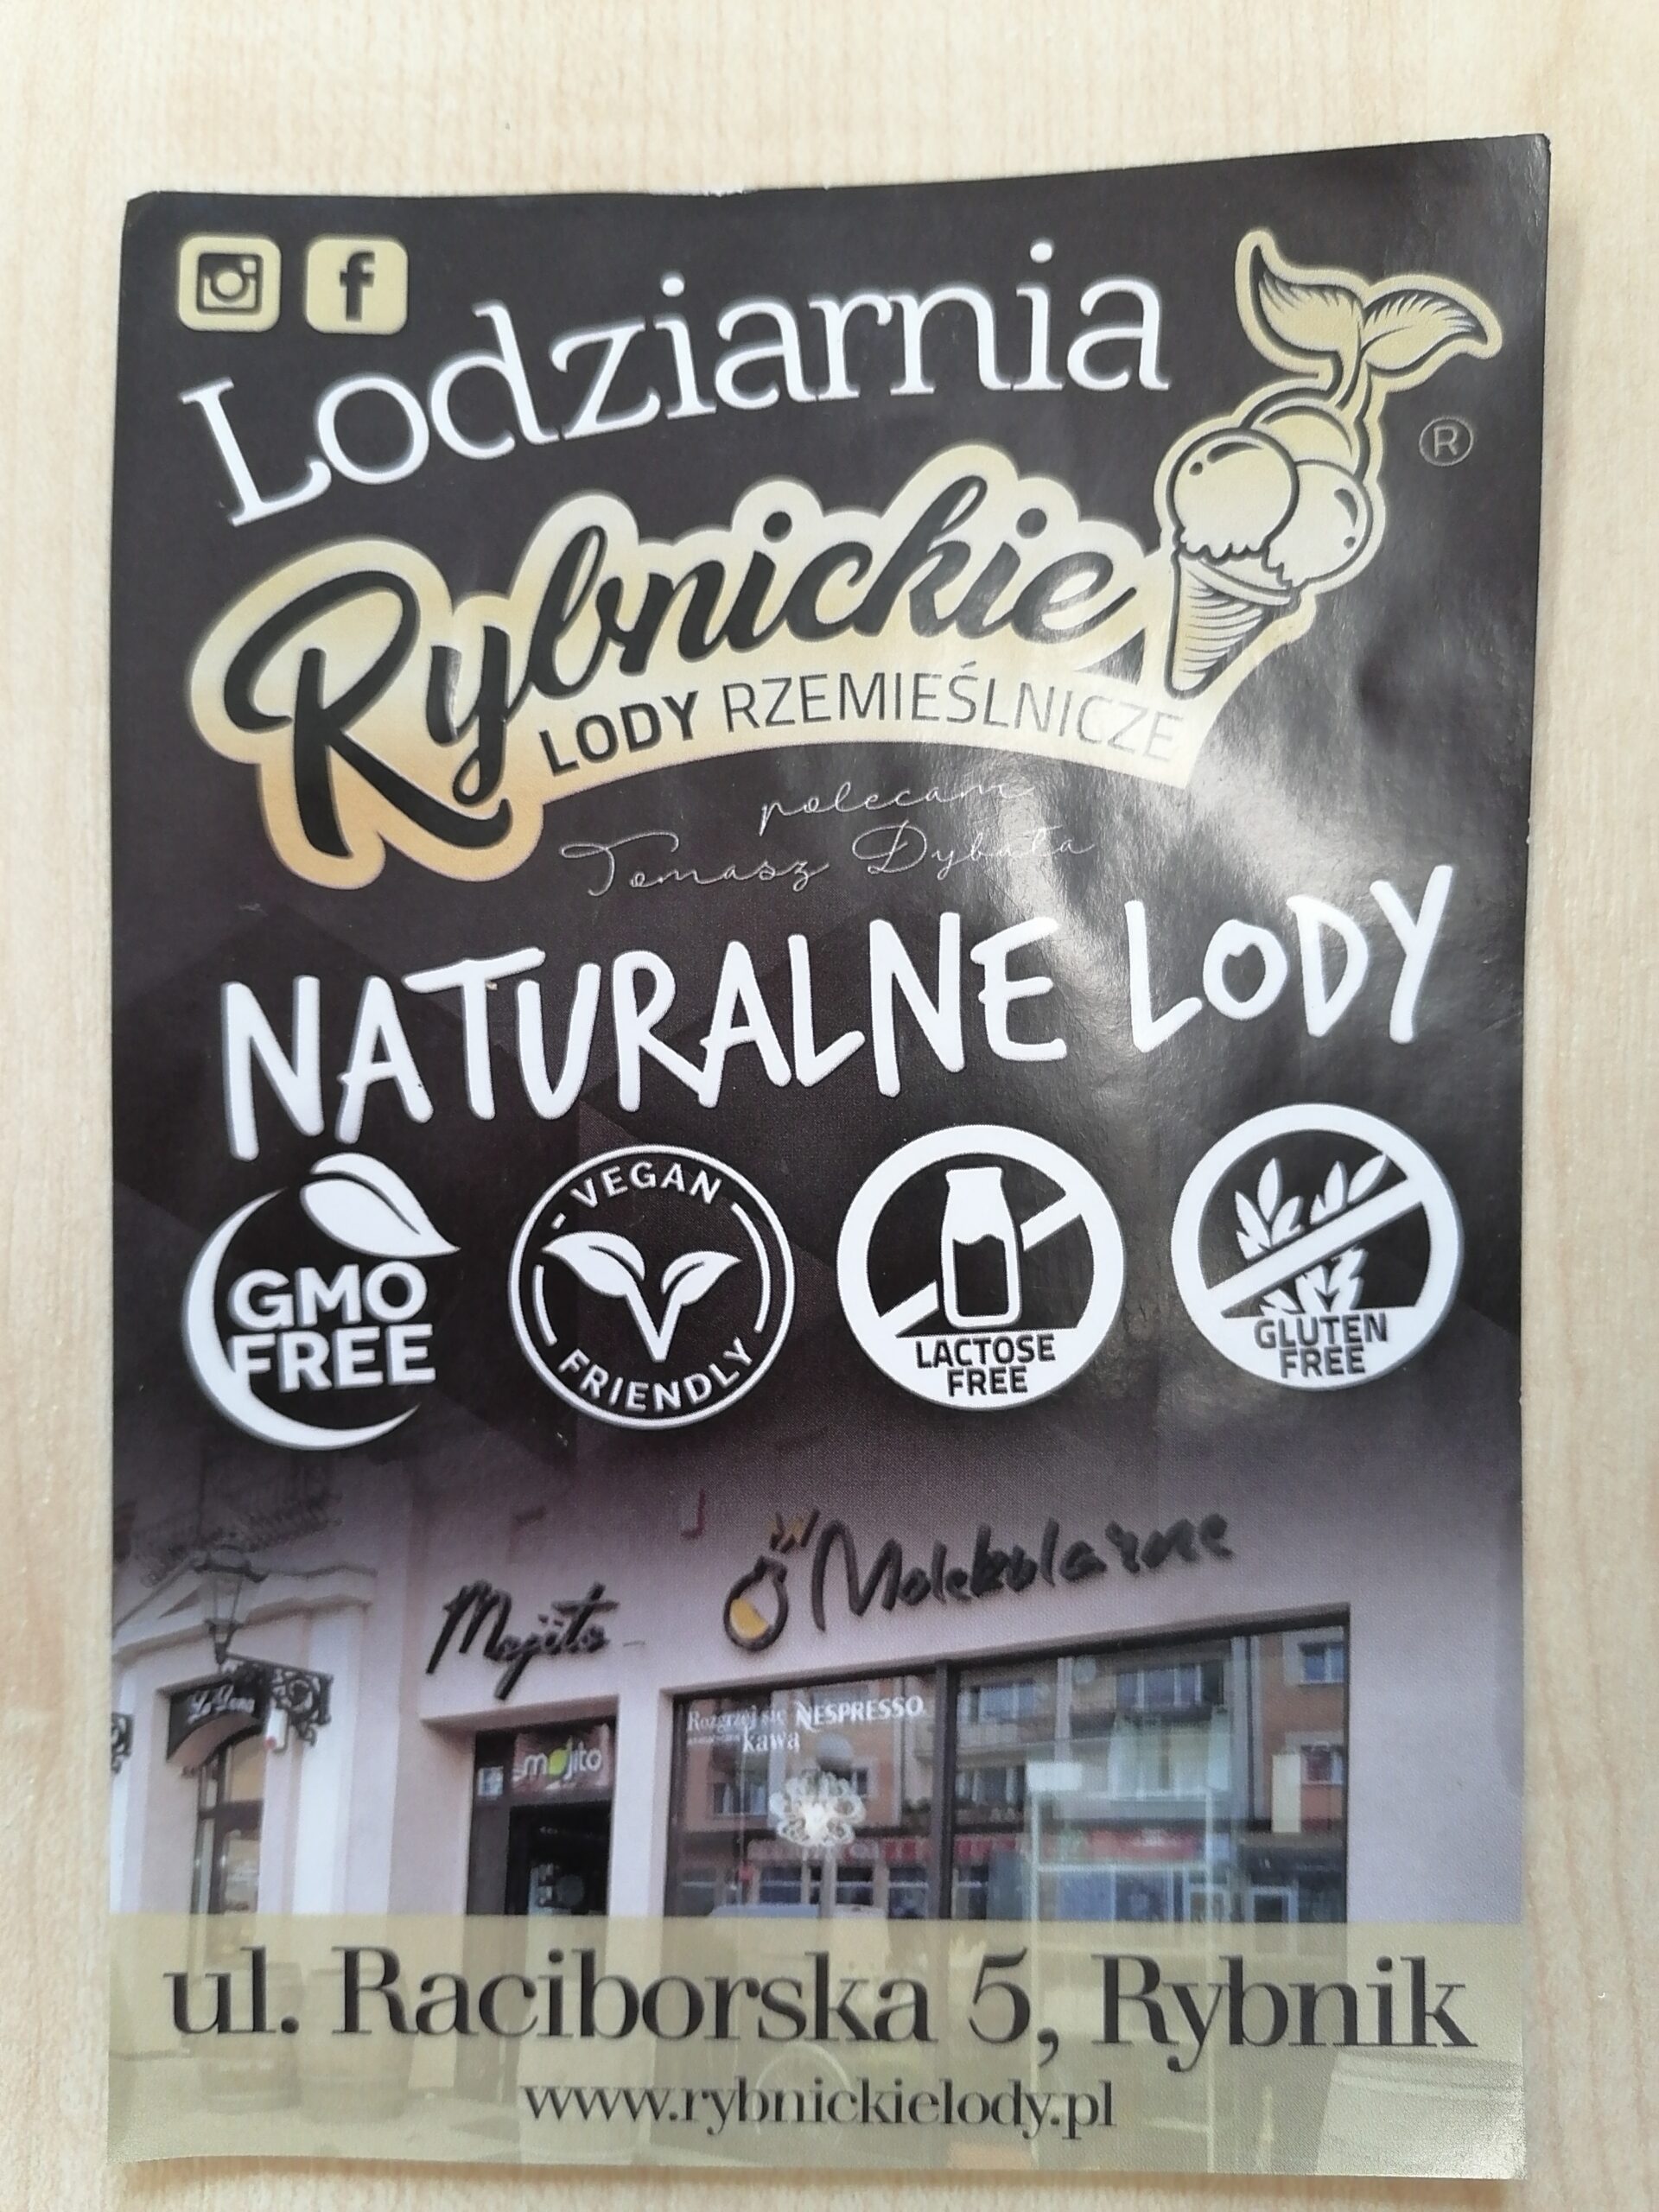 Lodziarnia
®
Rybnickie
LODY RZEMIEŚLNICZE
polecam
Tomasz Dybała
NATURALNE LODY
GMO
FREE
VEGAN
FRIENDLY
LACTOSE
FREE
GLUTEN
FREE
Mojito
Molekularne
Rozgrzej się NESPRESSO
kawą
mojito
ul. Raciborska 5, Rybnik
www.rybnickielody.pl